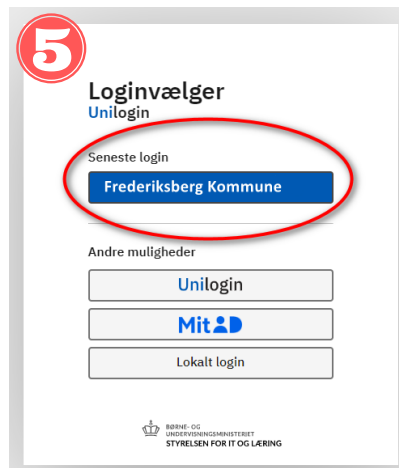 5
Loginvælger
Unilogin
Seneste login
Frederiksberg Kommune
Andre muligheder
Unilogin
Mit D
Lokalt login
BØRNE- OG
UNDERVISNINGSMINISTERIET
STYRELSEN FOR IT OG LÆRING